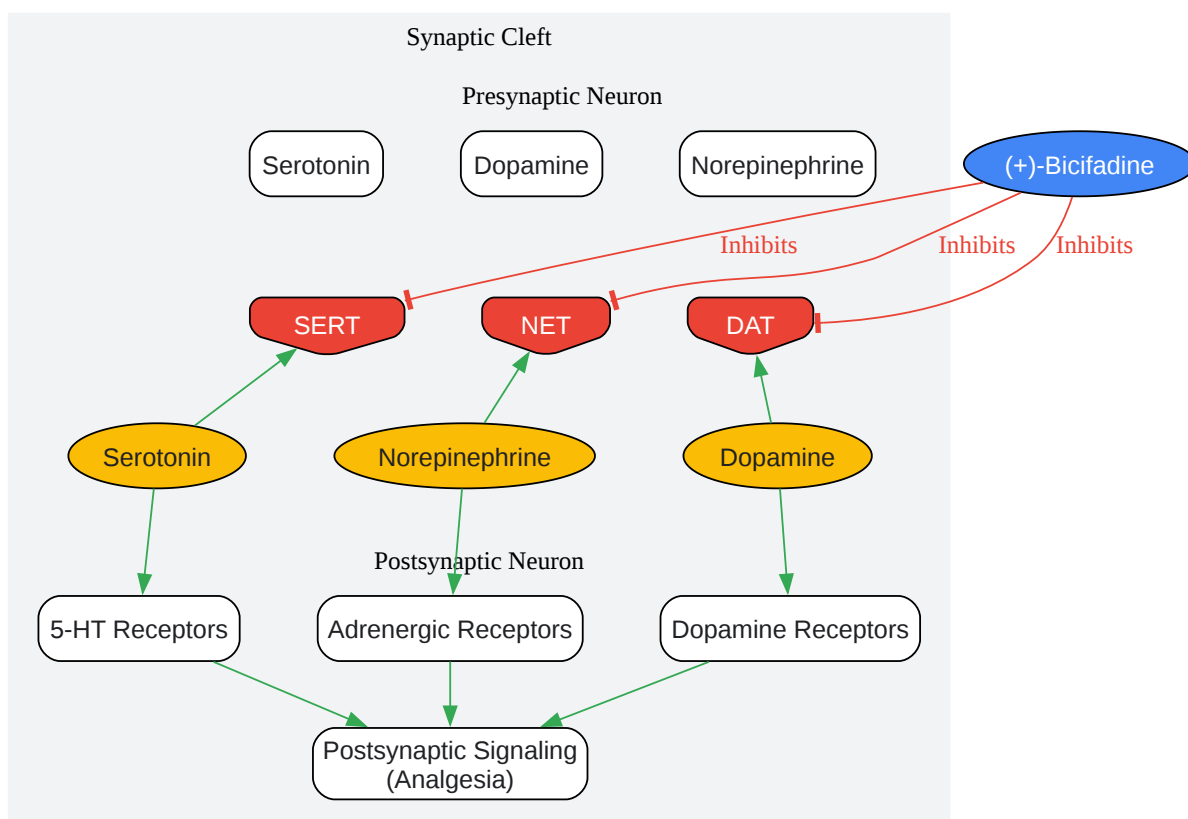 Synaptic Cleft
Presynaptic Neuron
Serotonin
Dopamine
Norepinephrine
(+)-Bicifadine
Inhibits
Inhibits
Inhibits
SERT
NET
DAT
Serotonin
Norepinephrine
Dopamine
Postsynaptic Neuron
5-HT Receptors
Adrenergic Receptors
Dopamine Receptors
Postsynaptic Signaling
(Analgesia)